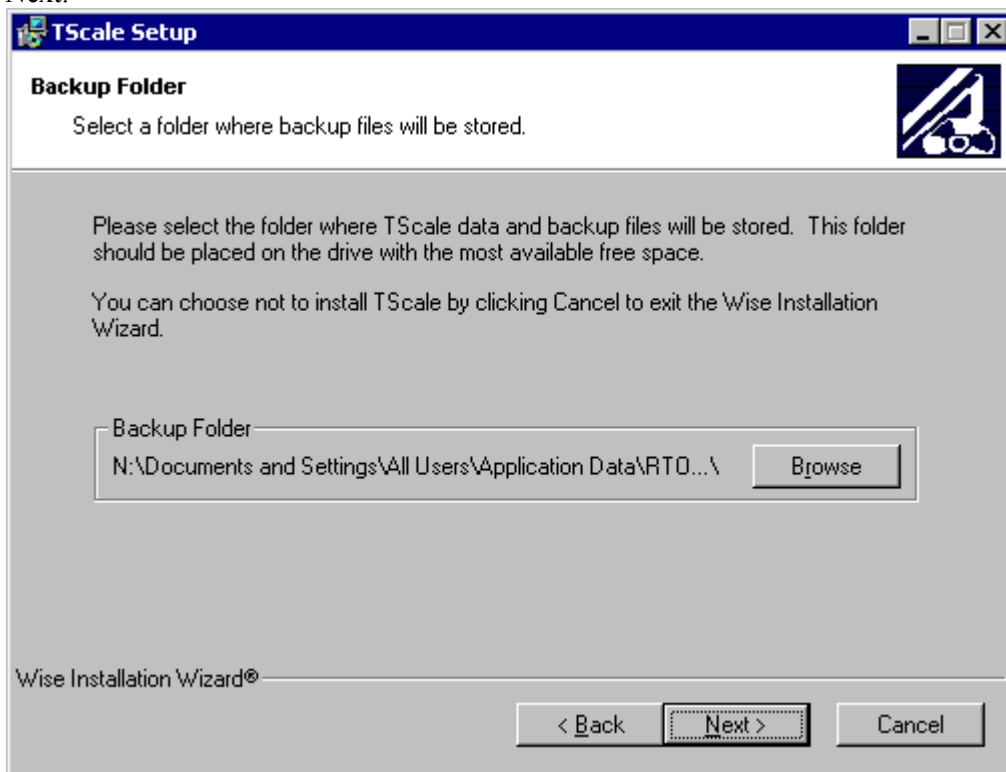 TScale Setup
Backup Folder
Select a folder where backup files will be stored.
Please select the folder where TScale data and backup files will be stored.  This folder
should be placed on the drive with the most available free space.
You can choose not to install TScale by clicking Cancel to exit the Wise Installation
Wizard.
Backup Folder
N:\Documents and Settings\All Users\Application Data\RTO...\
Browse
Wise Installation Wizard®
< Back
Next >
Cancel